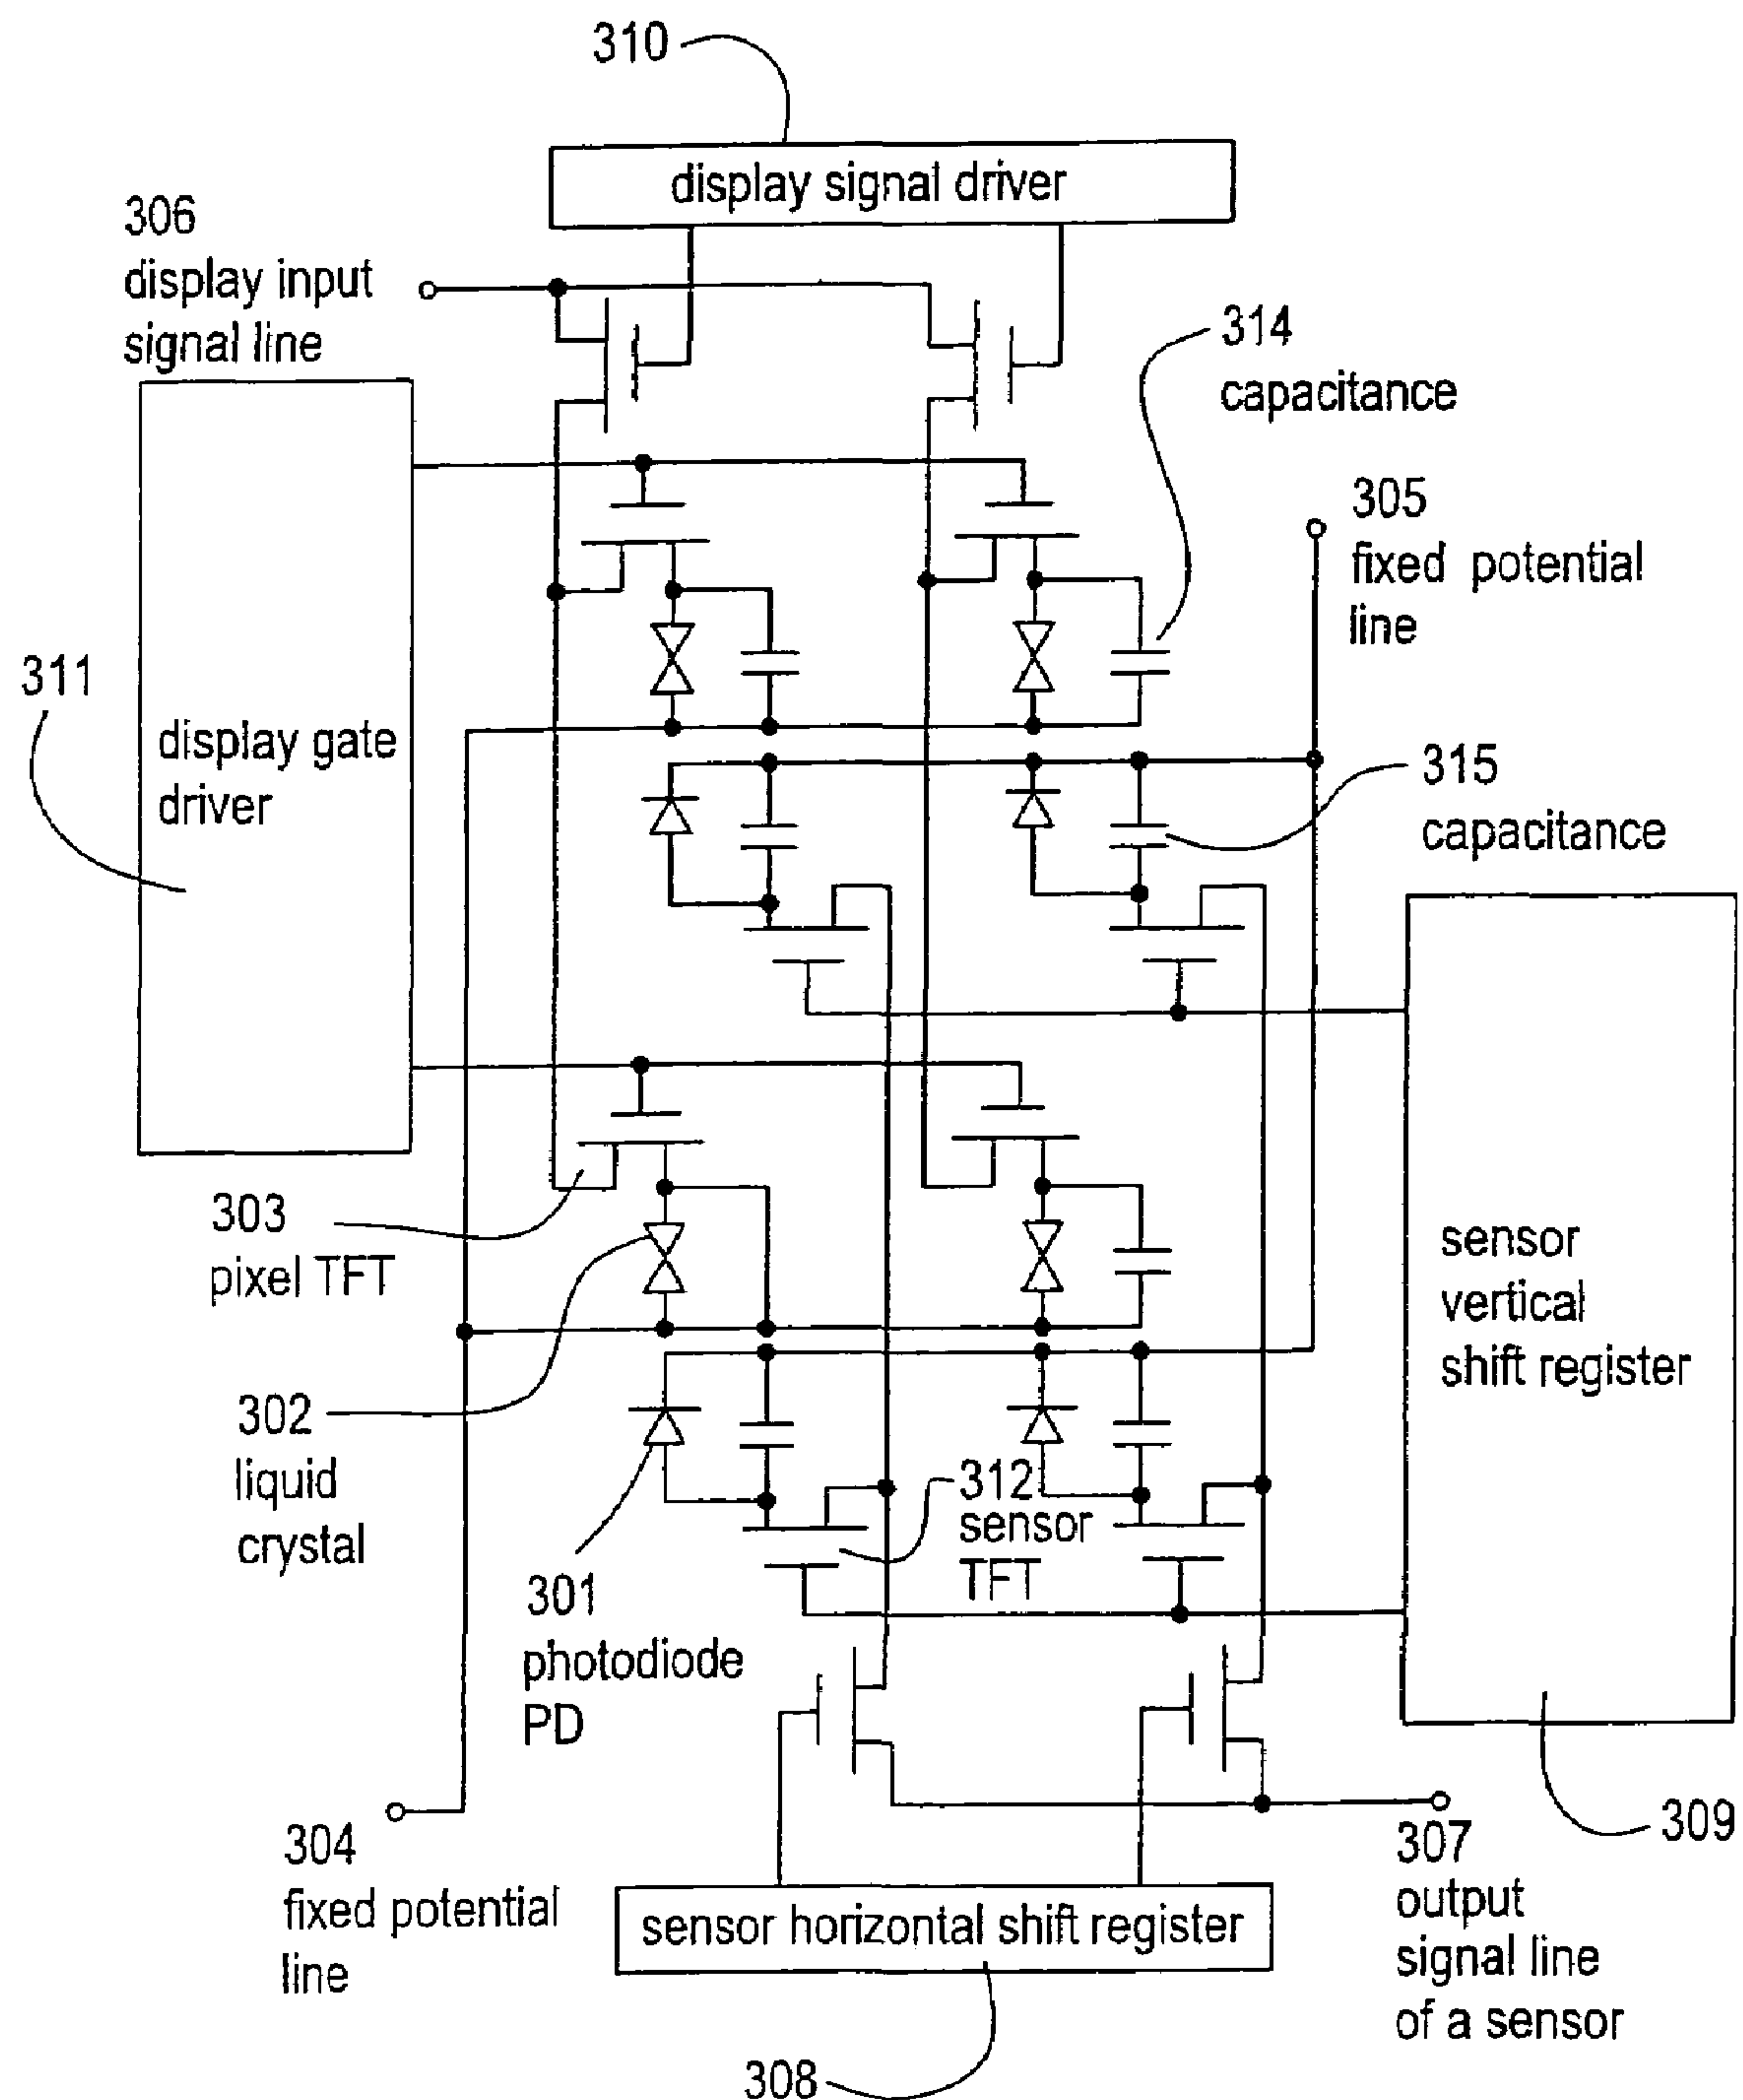 310
display signal driver
306
display input
signal line
314
capacitance
305
fixed potential
line
311
display gate
driver
315
capacitance
303
pixel TFT
sensor
vertical
shift register
302
liquid
crystal
312
sensor
TFT
301
photodiode
PD
309
304
fixed potential
line
307
output
signal line
of a sensor
sensor horizontal shift register
308